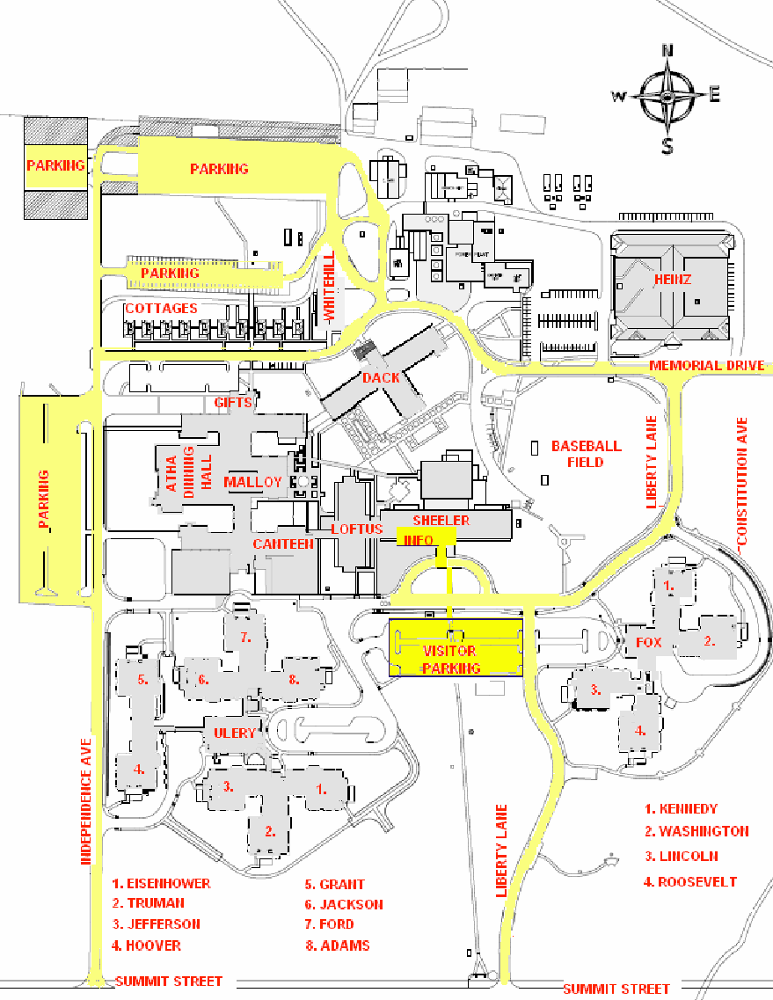 N
W E
S
PARKING
PARKING
PARKING
WHITEHILL
COTTAGES
POWER PLANT
HEINZ
MEMORIAL DRIVE
DACK
GIFTS
LIBERTY LANE
CONSTITUTION AVE
BASEBALL
FIELD
PARKING
ATHA
DINNING
HALL
MALLOY
SHEELER
LOFTUS
INFO
CANTEEN
1.
2.
FOX
3.
4.
7.
VISITOR
PARKING
5.
6.
8.
ULERY
4.
3.
1.
2.
INDEPENDENCE AVE
LIBERTY LANE
1. KENNEDY
2. WASHINGTON
3. LINCOLN
4. ROOSEVELT
1. EISENHOWER
2. TRUMAN
3. JEFFERSON
4. HOOVER
5. GRANT
6. JACKSON
7. FORD
8. ADAMS
SUMMIT STREET
SUMMIT STREET